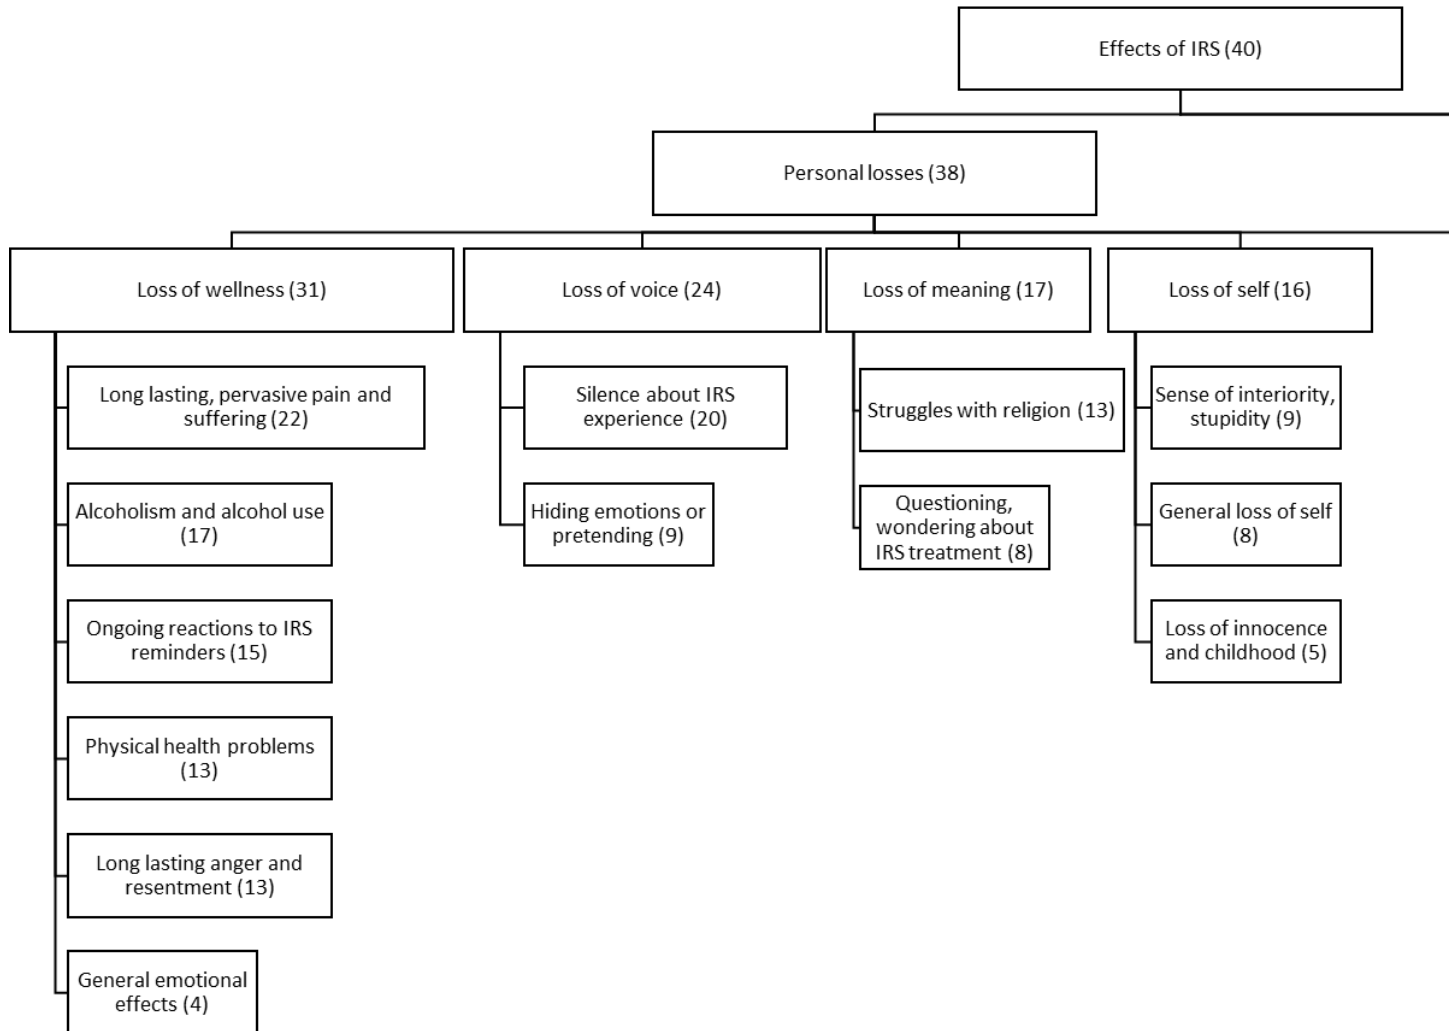 Effects of IRS (40)
Personal losses (38)
Loss of wellness (31)
Loss of voice (24)
Loss of meaning (17)
Loss of self (16)
Long lasting, pervasive pain and
suffering (22)
Silence about IRS
experience (20)
Struggles with religion (13)
Sense of interiority,
stupidity (9)
Alcoholism and alcohol use
(17)
Hiding emotions or
pretending (9)
Questioning,
wondering about
IRS treatment (8)
General loss of self
(8)
Ongoing reactions to IRS
reminders (15)
Loss of innocence
and childhood (5)
Physical health problems
(13)
Long lasting anger and
resentment (13)
General emotional
effects (4)